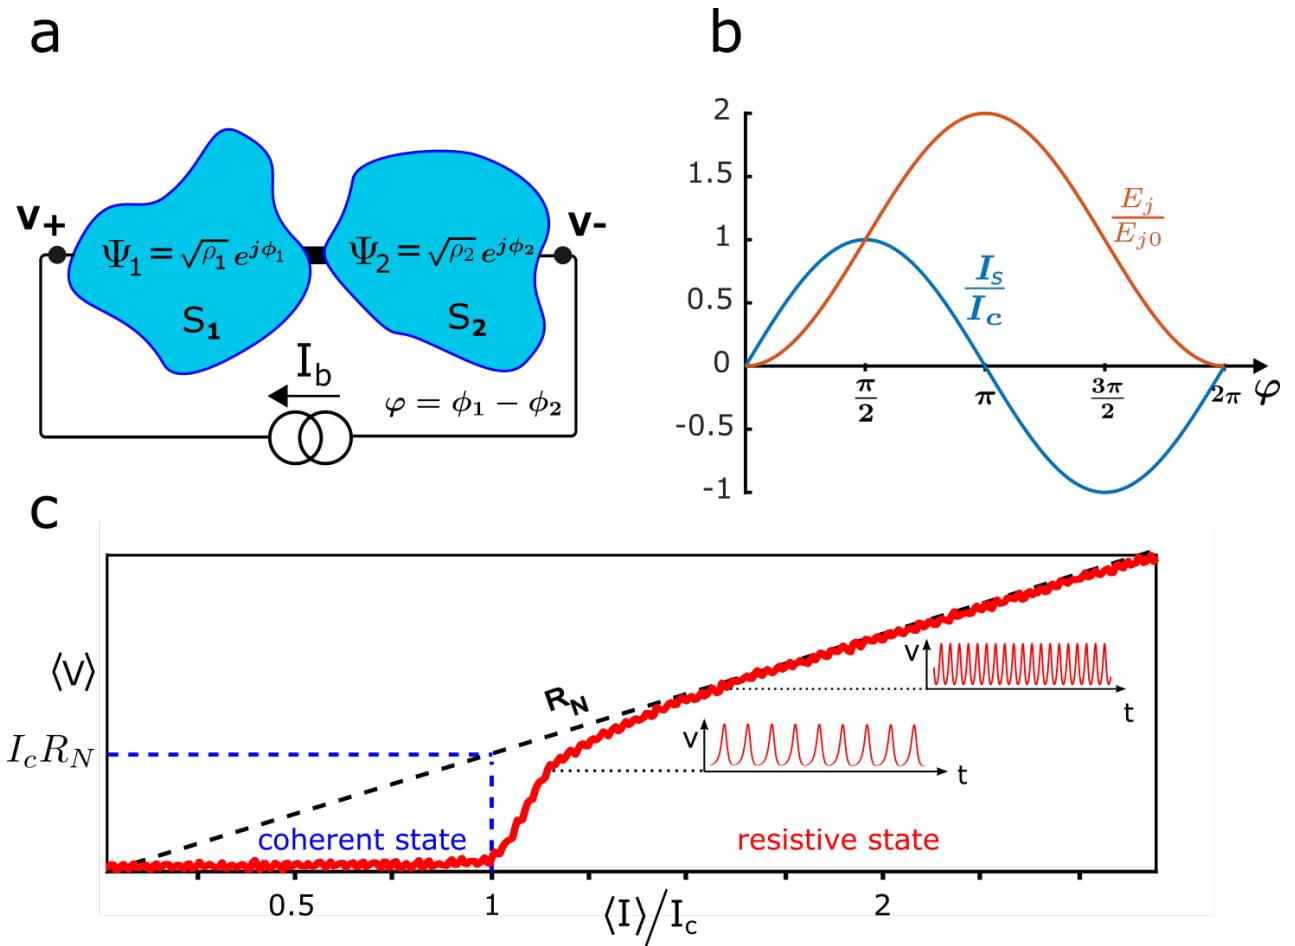 a
V+
V-
Ψ1 = √ρ1 e^{jϕ1}
Ψ2 = √ρ2 e^{jϕ2}
S1
S2
Ib
φ = ϕ1 − ϕ2
b
2
1.5
1
0.5
0
-0.5
-1
Ej
Ej0
Is
Ic
π/2
π
3π/2
2π
φ
c
⟨V⟩
IcRN
RN
V
t
V
t
coherent state
resistive state
0.5
1
⟨I⟩/Ic
2